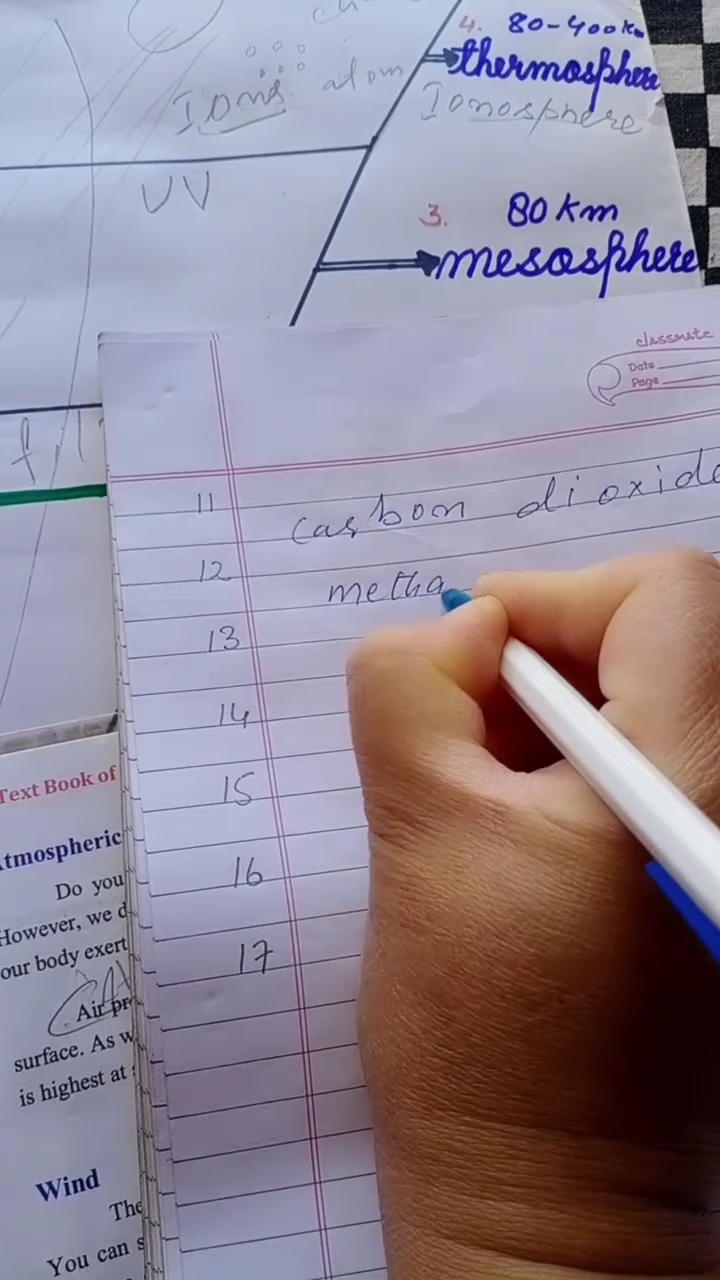 4. 80-400km
thermosphere
Ionosphere
Ions atom
UV
3. 80 km
mesosphere
classmate
Date
Page
11 carbon dioxide
12 metha
13
14
15
16
17
Text Book of
Atmospheric
Do you
However, we d
our body exert
Air pr
surface. As w
is highest at
Wind
The
You can s